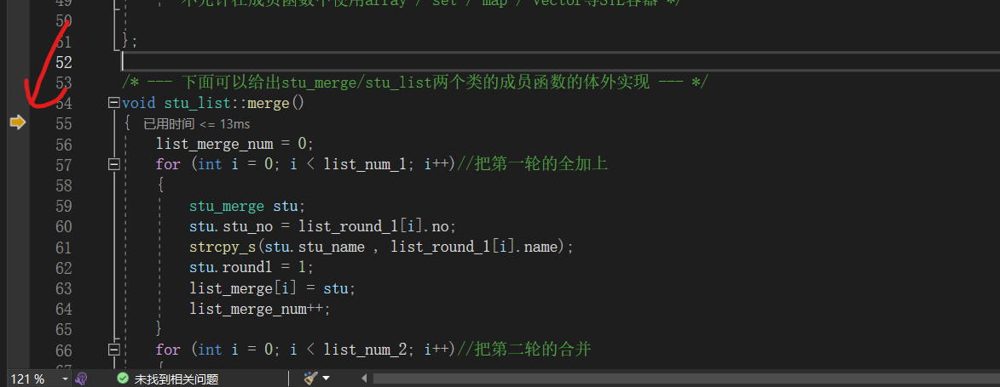 49 不允许在成员函数中使用array / set / map / vector等STL容器 */
50
51 };
52
53 /* --- 下面可以给出stu_merge/stu_list两个类的成员函数的体外实现 --- */
54 void stu_list::merge()
55 { 已用时间 <= 13ms
56 list_merge_num = 0;
57 for (int i = 0; i < list_num_1; i++)//把第一轮的全加上
58 {
59 stu_merge stu;
60 stu.stu_no = list_round_1[i].no;
61 strcpy_s(stu.stu_name , list_round_1[i].name);
62 stu.round1 = 1;
63 list_merge[i] = stu;
64 list_merge_num++;
65 }
66 for (int i = 0; i < list_num_2; i++)//把第二轮的合并
67 {
121 % 未找到相关问题